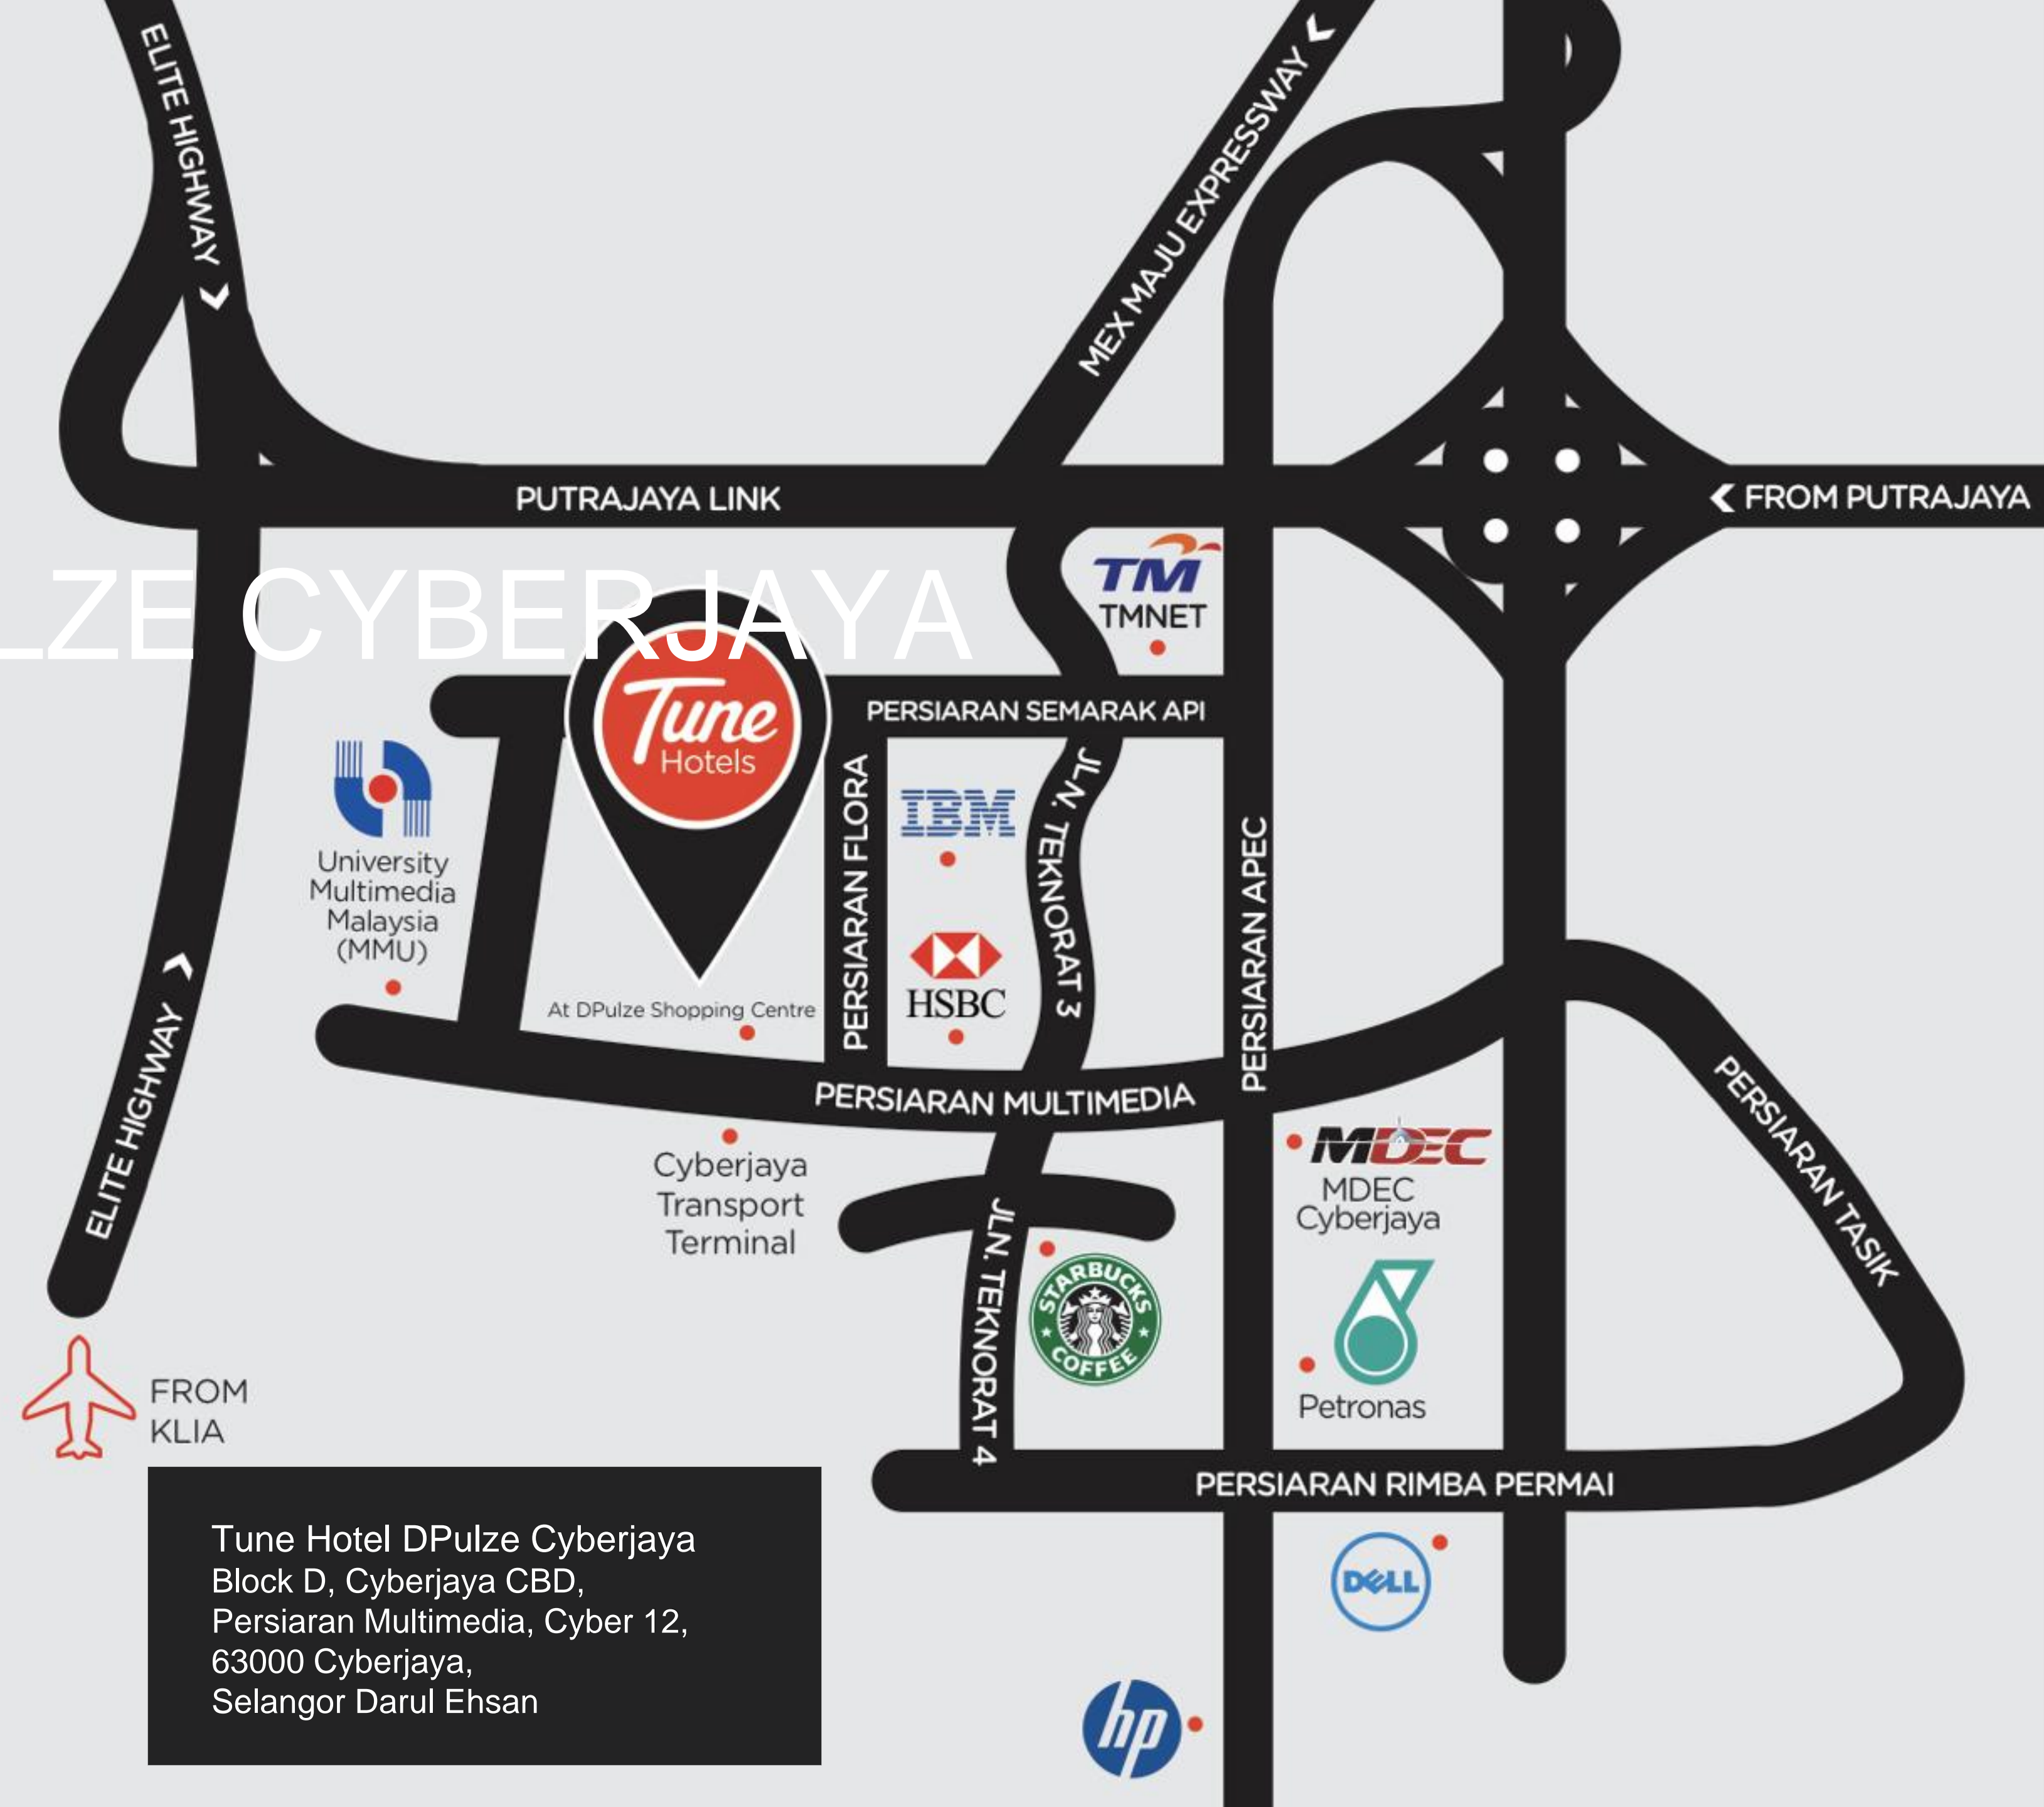 ELITE HIGHWAY
MEX MAJU EXPRESSWAY
PUTRAJAYA LINK
FROM PUTRAJAYA
LZE CYBERJAYA
TM
TMNET
Tune
Hotels
PERSIARAN SEMARAK API
University
Multimedia
Malaysia
(MMU)
PERSIARAN FLORA
IBM
HSBC
JLN. TEKNORAT 3
PERSIARAN APEC
At DPulze Shopping Centre
ELITE HIGHWAY
PERSIARAN MULTIMEDIA
PERSIARAN TASIK
Cyberjaya
Transport
Terminal
MDEC
MDEC
Cyberjaya
JLN. TEKNORAT 4
STARBUCKS
COFFEE
Petronas
FROM
KLIA
PERSIARAN RIMBA PERMAI
DELL
hp
Tune Hotel DPulze Cyberjaya
Block D, Cyberjaya CBD,
Persiaran Multimedia, Cyber 12,
63000 Cyberjaya,
Selangor Darul Ehsan